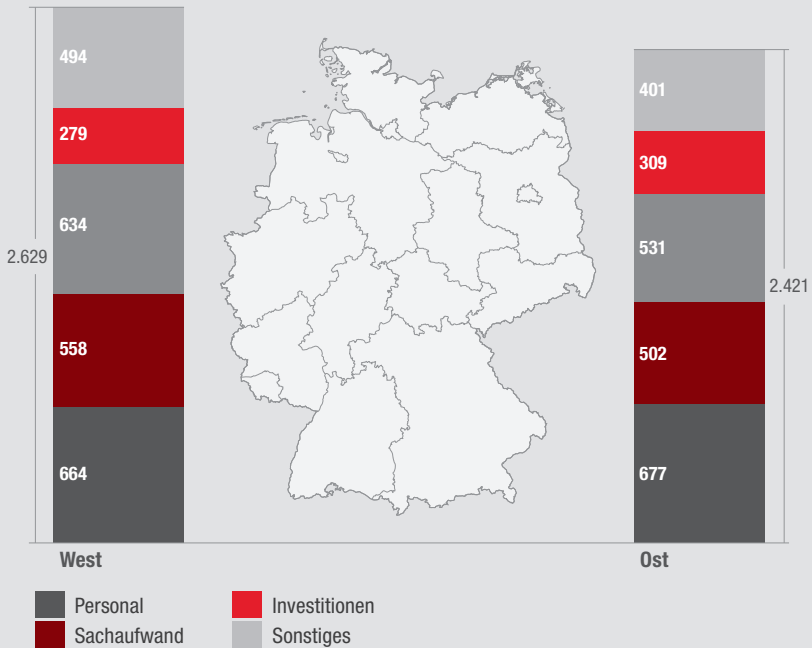 494
279
634
558
664
2.629
West
401
309
531
502
677
2.421
Ost
Personal
Sachaufwand
Investitionen
Sonstiges